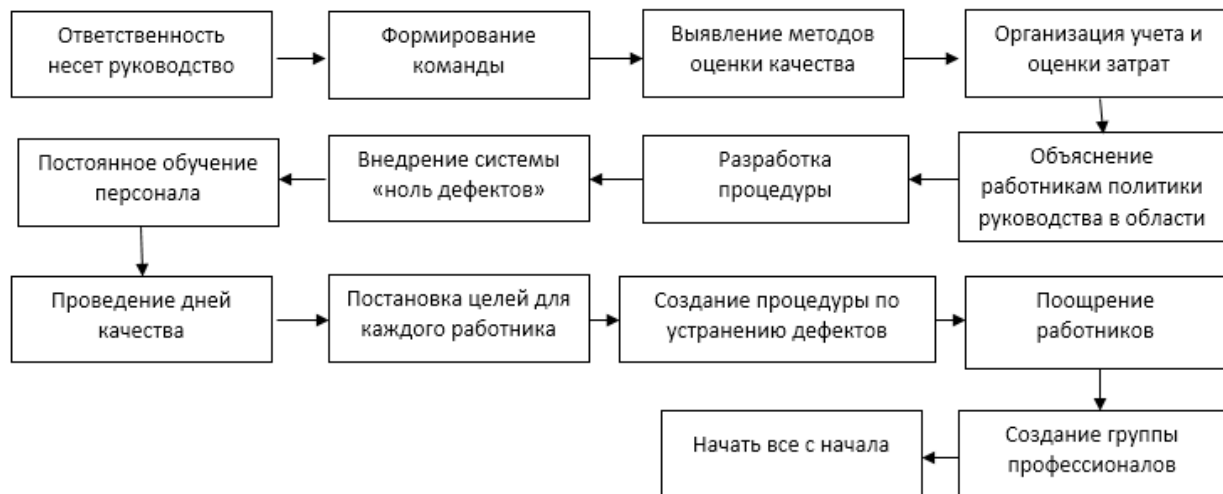 Ответственность
несет руководство
Формирование
команды
Выявление методов
оценки качества
Организация учета и
оценки затрат
Объяснение
работникам политики
руководства в области
Разработка
процедуры
Внедрение системы
«ноль дефектов»
Постоянное обучение
персонала
Проведение дней
качества
Постановка целей для
каждого работника
Создание процедуры по
устранению дефектов
Поощрение
работников
Создание группы
профессионалов
Начать все с начала